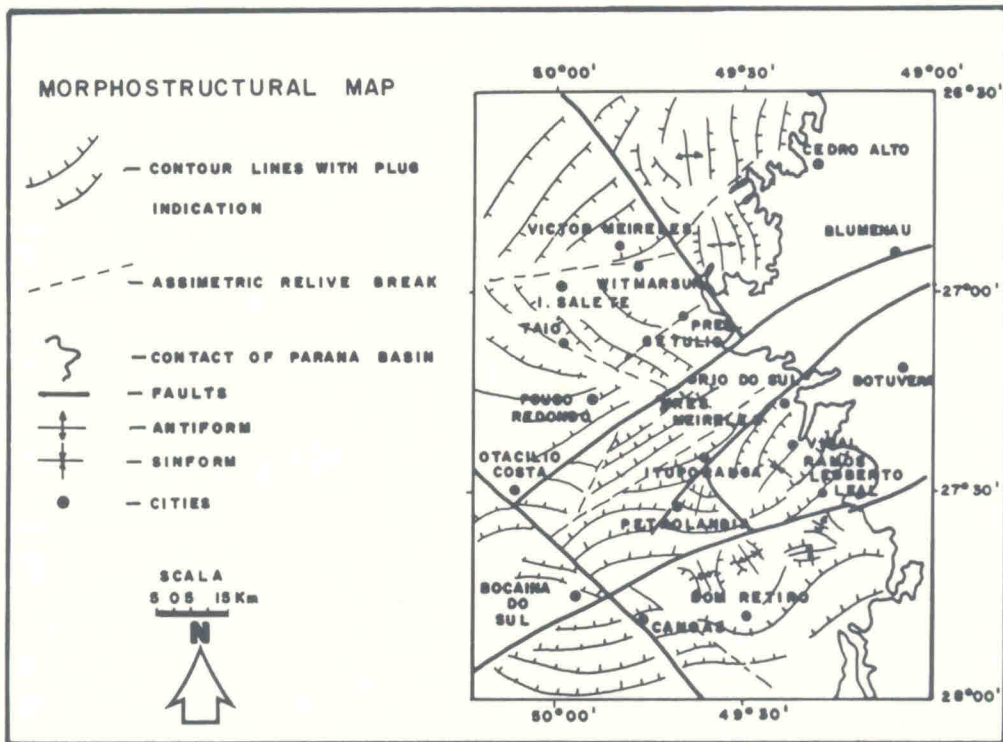 MORPHOSTRUCTURAL MAP
— CONTOUR LINES WITH PLUG
INDICATION
— ASSIMETRIC RELIVE BREAK
— CONTACT OF PARANA BASIN
— FAULTS
— ANTIFORM
— SINFORM
— CITIES
SCALA
5 0 5 15 Km
N
50°00'
49°30'
49°00'
26°30'
CEDRO ALTO
VICTOR MEIRELES
BLUMENAU
WITMARSUM
27°00'
I. SALETE
TAIO
PRES
GETULIO
RIO DO SUL
BOTUVERA
POUSO
REDONDO
PRES.
MEIRELES
OTACILIO
COSTA
VIDAL
RAMOS
ITUPORANGA
LEBBERTO
LEAL
27°30'
PETROLANDIA
BOCAINA
DO
SUL
BOM RETIRO
CANGAS
28°00'
50°00'
49°30'